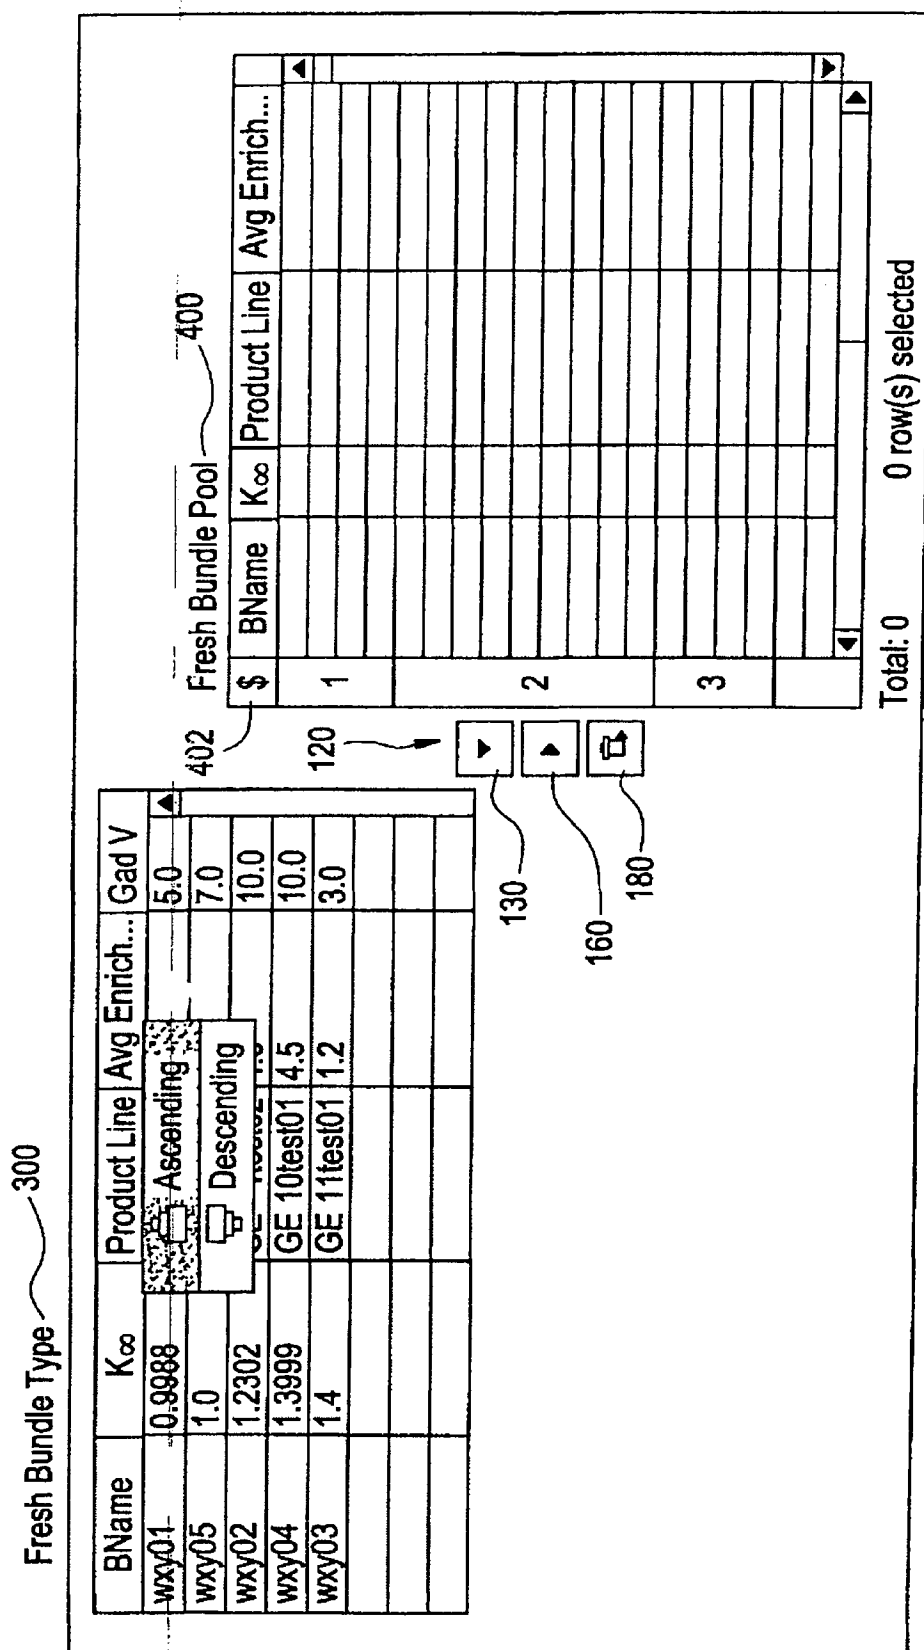 Fresh Bundle Type 300
BName K∞ Product Line Avg Enrich... Gad V
wxy01 0.9988 5.0
wxy05 1.0 7.0
wxy02 1.2302 10.0
wxy04 1.3999 GE 10test01 4.5 10.0
wxy03 1.4 GE 11test01 1.2 3.0
Ascending
Descending
120
130
160
180
Fresh Bundle Pool 400
402
$ BName K∞ Product Line Avg Enrich...
1
2
3
Total: 0 0 row(s) selected